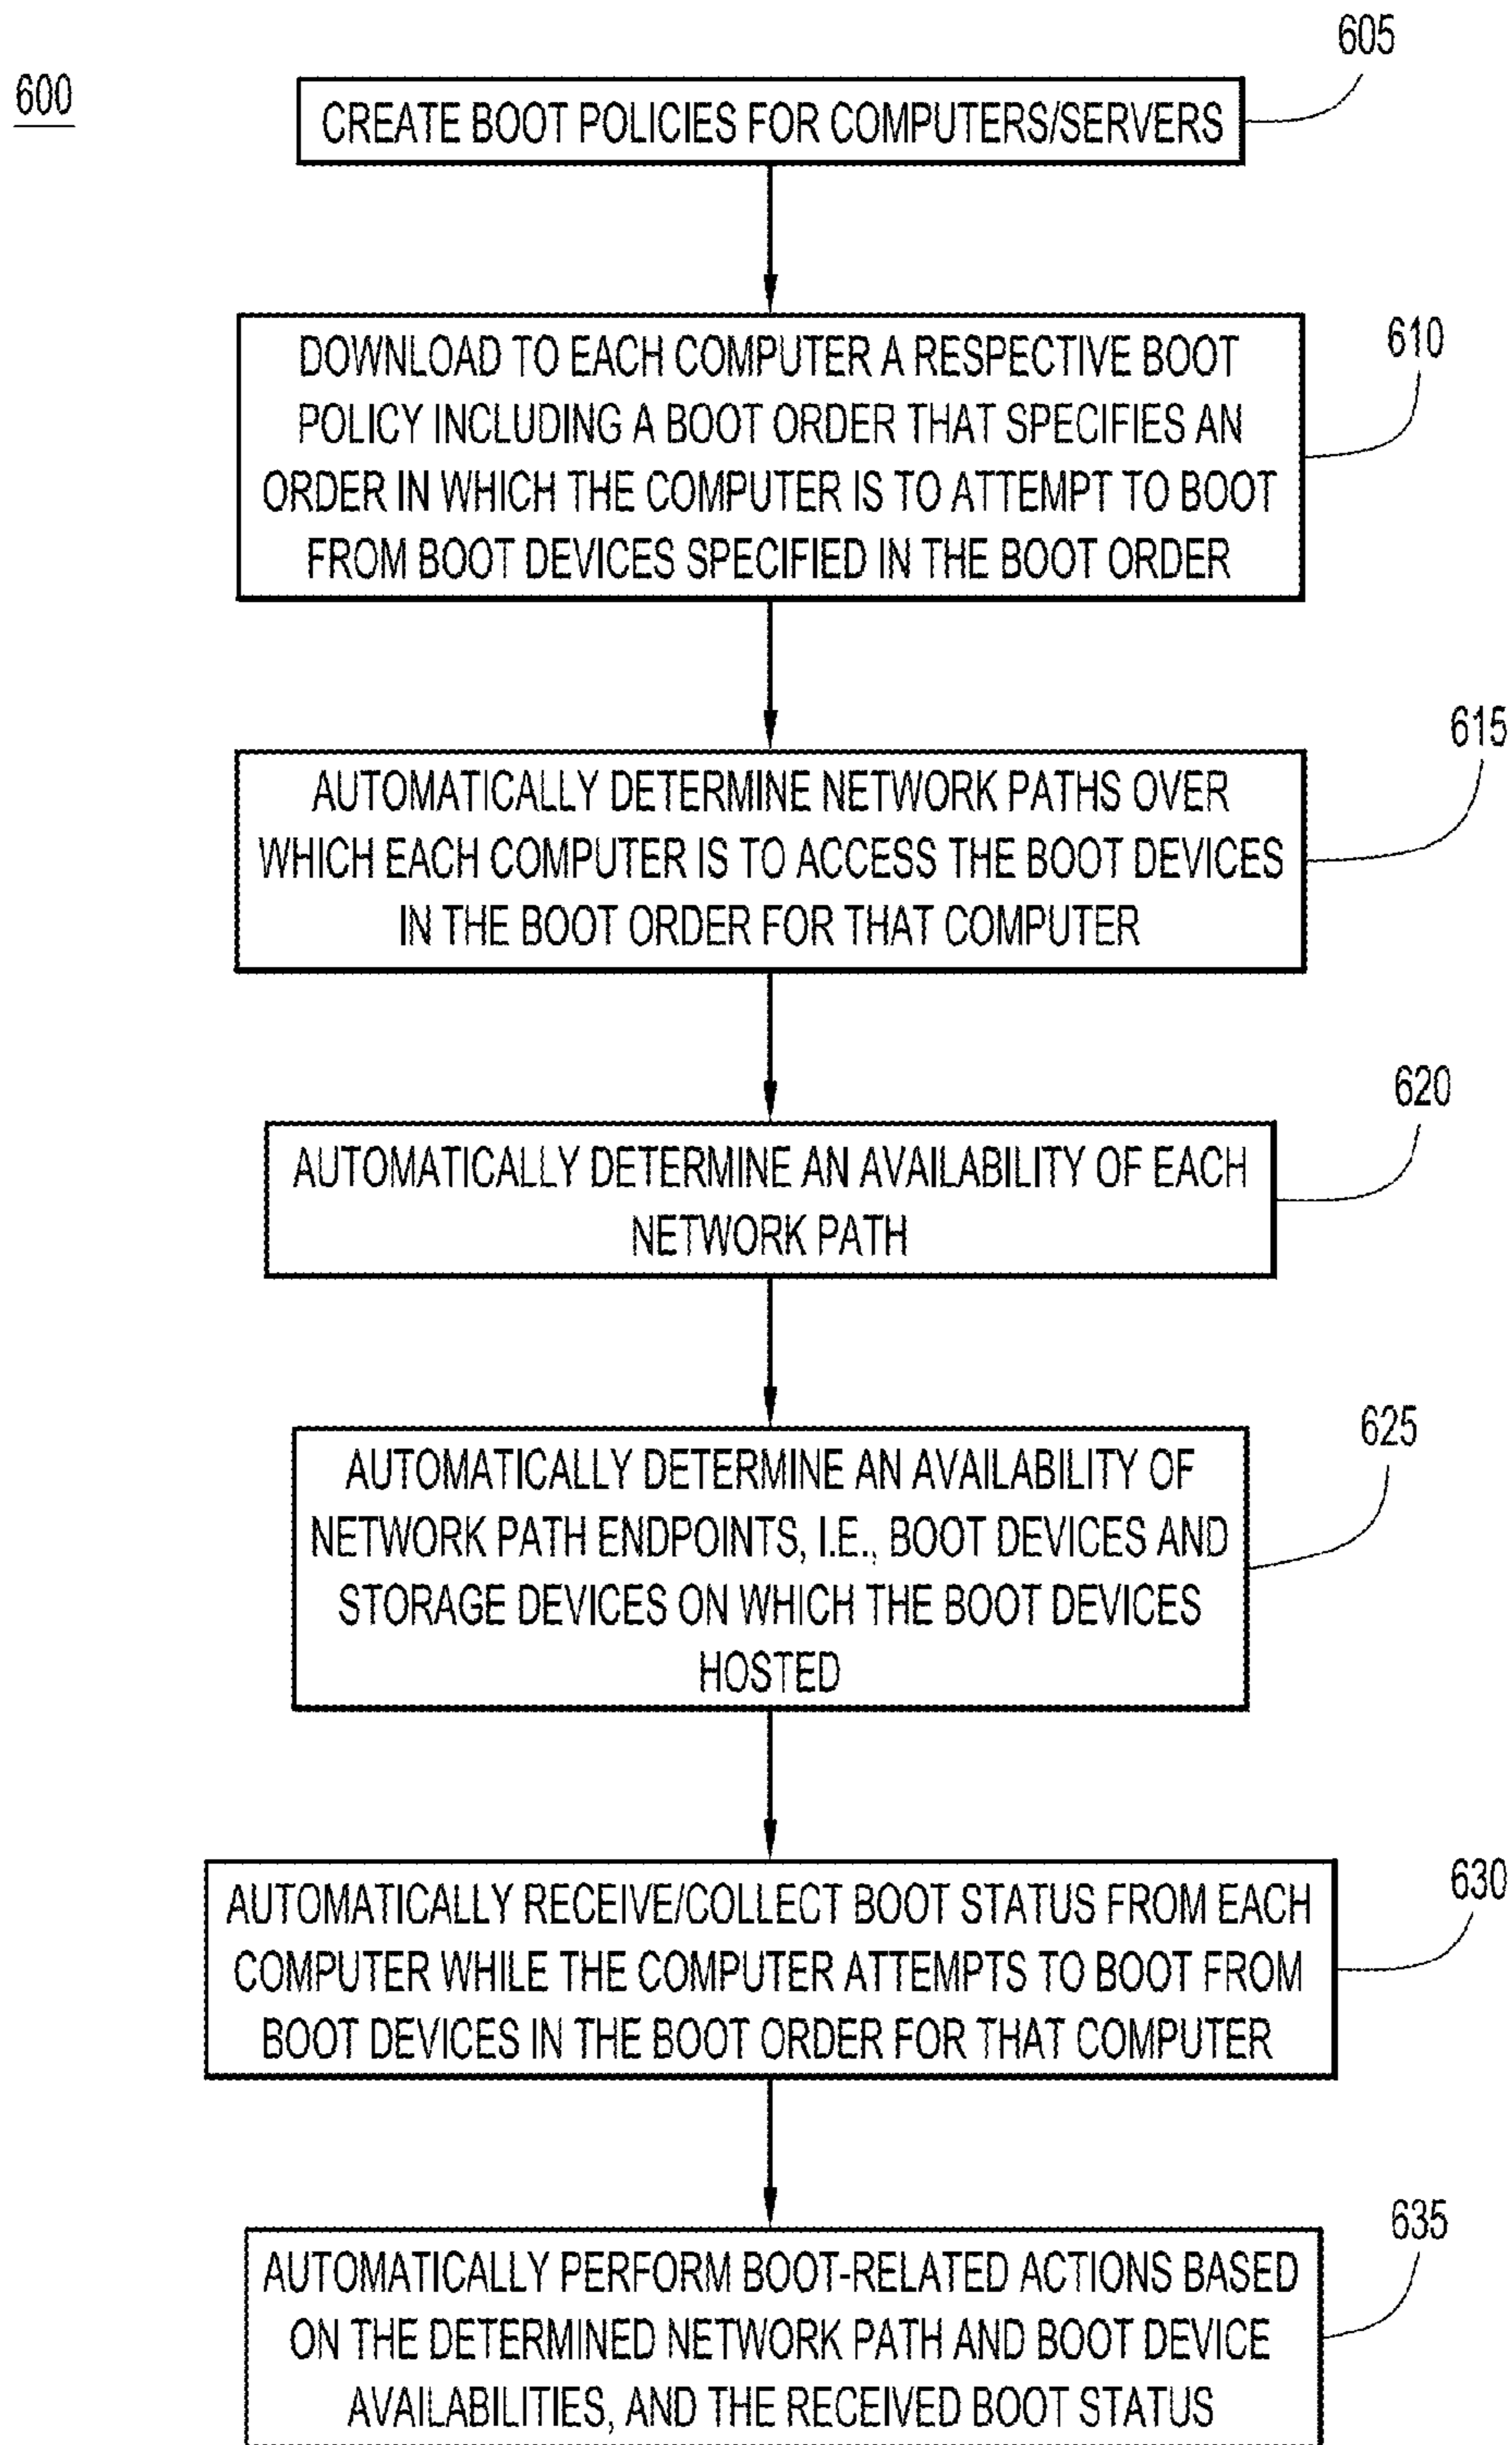 600
605
CREATE BOOT POLICIES FOR COMPUTERS/SERVERS
610
DOWNLOAD TO EACH COMPUTER A RESPECTIVE BOOT
POLICY INCLUDING A BOOT ORDER THAT SPECIFIES AN
ORDER IN WHICH THE COMPUTER IS TO ATTEMPT TO BOOT
FROM BOOT DEVICES SPECIFIED IN THE BOOT ORDER
615
AUTOMATICALLY DETERMINE NETWORK PATHS OVER
WHICH EACH COMPUTER IS TO ACCESS THE BOOT DEVICES
IN THE BOOT ORDER FOR THAT COMPUTER
620
AUTOMATICALLY DETERMINE AN AVAILABILITY OF EACH
NETWORK PATH
625
AUTOMATICALLY DETERMINE AN AVAILABILITY OF
NETWORK PATH ENDPOINTS, I.E., BOOT DEVICES AND
STORAGE DEVICES ON WHICH THE BOOT DEVICES
HOSTED
630
AUTOMATICALLY RECEIVE/COLLECT BOOT STATUS FROM EACH
COMPUTER WHILE THE COMPUTER ATTEMPTS TO BOOT FROM
BOOT DEVICES IN THE BOOT ORDER FOR THAT COMPUTER
635
AUTOMATICALLY PERFORM BOOT-RELATED ACTIONS BASED
ON THE DETERMINED NETWORK PATH AND BOOT DEVICE
AVAILABILITIES, AND THE RECEIVED BOOT STATUS